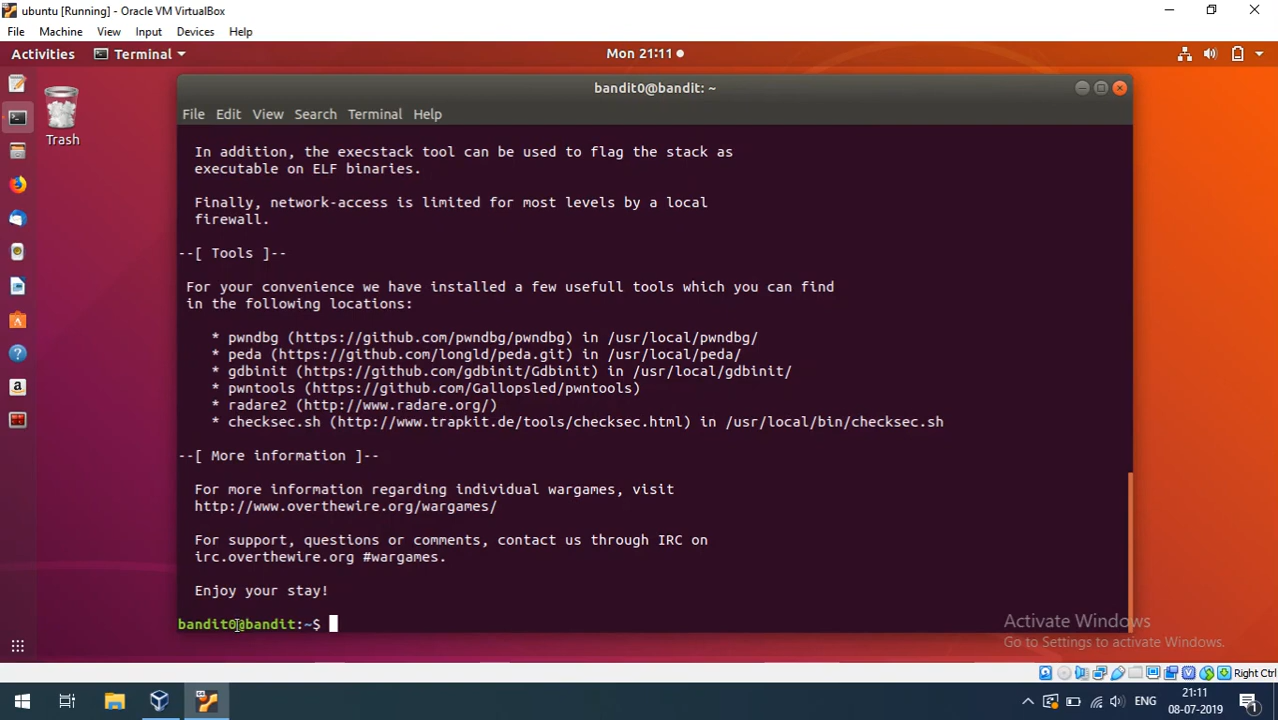 ubuntu [Running] - Oracle VM VirtualBox
File Machine View Input Devices Help
Activities Terminal Mon 21:11
Trash
bandit0@bandit: ~
File Edit View Search Terminal Help
In addition, the execstack tool can be used to flag the stack as
executable on ELF binaries.
Finally, network-access is limited for most levels by a local
firewall.
--[ Tools ]--
For your convenience we have installed a few usefull tools which you can find
in the following locations:
* pwndbg (https://github.com/pwndbg/pwndbg) in /usr/local/pwndbg/
* peda (https://github.com/longld/peda.git) in /usr/local/peda/
* gdbinit (https://github.com/gdbinit/Gdbinit) in /usr/local/gdbinit/
* pwntools (https://github.com/Gallopsled/pwntools)
* radare2 (http://www.radare.org/)
* checksec.sh (http://www.trapkit.de/tools/checksec.html) in /usr/local/bin/checksec.sh
--[ More information ]--
For more information regarding individual wargames, visit
http://www.overthewire.org/wargames/
For support, questions or comments, contact us through IRC on
irc.overthewire.org #wargames.
Enjoy your stay!
bandit0@bandit:~$
Activate Windows
Go to Settings to activate Windows.
Right Ctrl
ENG
21:11
08-07-2019
1